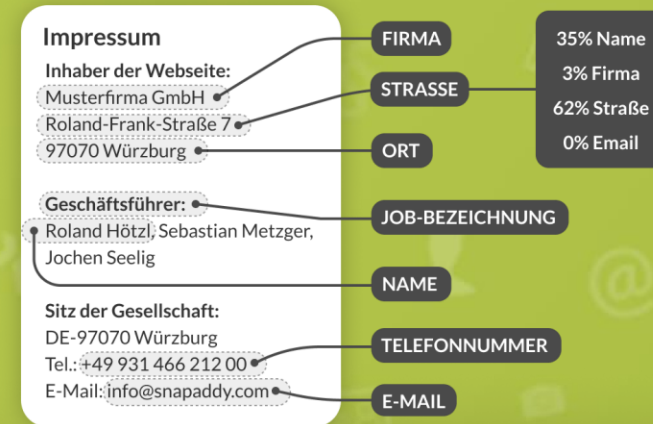 Impressum
Inhaber der Webseite:
Musterfirma GmbH
Roland-Frank-Straße 7
97070 Würzburg
Geschäftsführer:
Roland Hötzl, Sebastian Metzger,
Jochen Seelig
Sitz der Gesellschaft:
DE-97070 Würzburg
Tel.: +49 931 466 212 00
E-Mail: info@snapaddy.com
FIRMA
STRASSE
ORT
JOB-BEZEICHNUNG
NAME
TELEFONNUMMER
E-MAIL
35% Name
3% Firma
62% Straße
0% Email